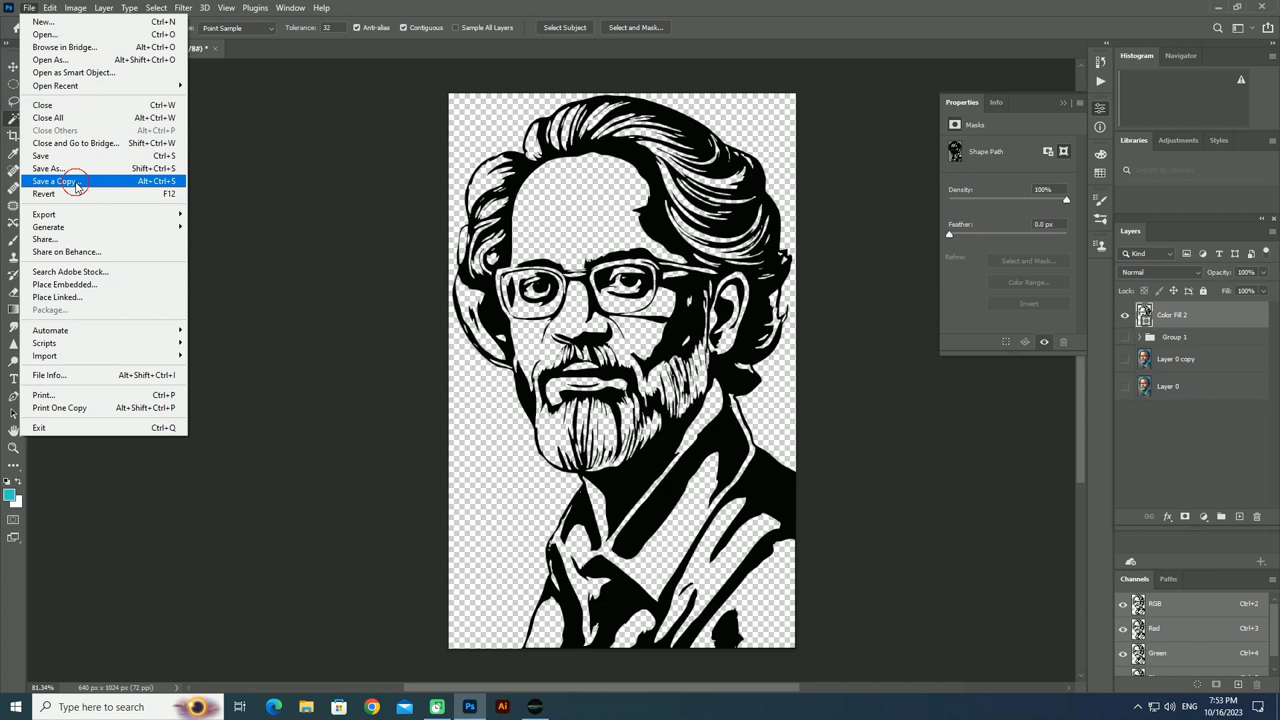 Ps File Edit Image Layer Type Select Filter 3D View Plugins Window Help
Point Sample Tolerance: 32 Anti-alias Contiguous Sample All Layers Select Subject Select and Mask...
/8#) * ×
New... Ctrl+N
Open... Ctrl+O
Browse in Bridge... Alt+Ctrl+O
Open As... Alt+Shift+Ctrl+O
Open as Smart Object...
Open Recent
Close Ctrl+W
Close All Alt+Ctrl+W
Close Others Alt+Ctrl+P
Close and Go to Bridge... Shift+Ctrl+W
Save Ctrl+S
Save As... Shift+Ctrl+S
Save a Copy... Alt+Ctrl+S
Revert F12
Export
Generate
Share...
Share on Behance...
Search Adobe Stock...
Place Embedded...
Place Linked...
Package...
Automate
Scripts
Import
File Info... Alt+Shift+Ctrl+I
Print... Ctrl+P
Print One Copy Alt+Shift+Ctrl+P
Exit Ctrl+Q
Properties Info
Masks
Shape Path
Density: 100%
Feather: 0.0 px
Refine: Select and Mask...
Color Range...
Invert
Histogram Navigator
Libraries Adjustments Styles
Layers
Kind
Normal Opacity: 100%
Lock: Fill: 100%
Color Fill 2
Group 1
Layer 0 copy
Layer 0
Channels Paths
RGB Ctrl+2
Red Ctrl+3
Green Ctrl+4
81.34% 640 px x 1024 px (72 ppi)
Type here to search
Ps Ai
ENG 7:53 PM
10/16/2023